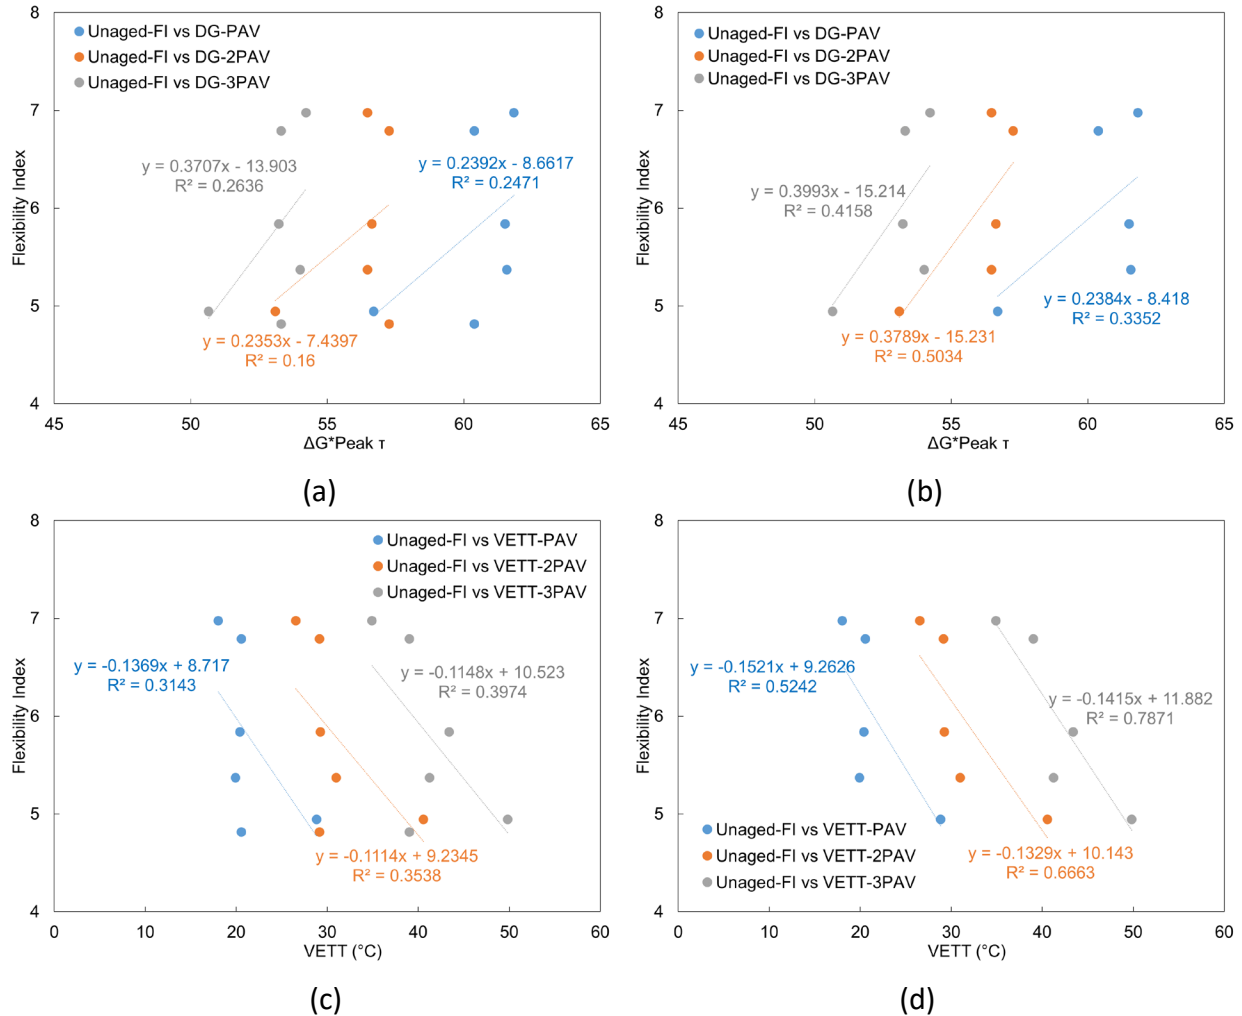 8
Unaged-FI vs DG-PAV
Unaged-FI vs DG-2PAV
Unaged-FI vs DG-3PAV
7
y = 0.3707x - 13.903
R² = 0.2636
y = 0.2392x - 8.6617
R² = 0.2471
6
Flexibility Index
5
y = 0.2353x - 7.4397
R² = 0.16
4
45
50
55
60
65
ΔG*Peak τ
(a)
8
Unaged-FI vs DG-PAV
Unaged-FI vs DG-2PAV
Unaged-FI vs DG-3PAV
7
y = 0.3993x - 15.214
R² = 0.4158
6
Flexibility Index
5
y = 0.2384x - 8.418
R² = 0.3352
y = 0.3789x - 15.231
R² = 0.5034
4
45
50
55
60
65
ΔG*Peak τ
(b)
8
Unaged-FI vs VETT-PAV
Unaged-FI vs VETT-2PAV
Unaged-FI vs VETT-3PAV
7
y = -0.1369x + 8.717
R² = 0.3143
y = -0.1148x + 10.523
R² = 0.3974
6
Flexibility Index
5
y = -0.1114x + 9.2345
R² = 0.3538
4
0
10
20
30
40
50
60
VETT (°C)
(c)
8
7
y = -0.1521x + 9.2626
R² = 0.5242
y = -0.1415x + 11.882
R² = 0.7871
6
Flexibility Index
5
Unaged-FI vs VETT-PAV
Unaged-FI vs VETT-2PAV
Unaged-FI vs VETT-3PAV
y = -0.1329x + 10.143
R² = 0.6663
4
0
10
20
30
40
50
60
VETT (°C)
(d)